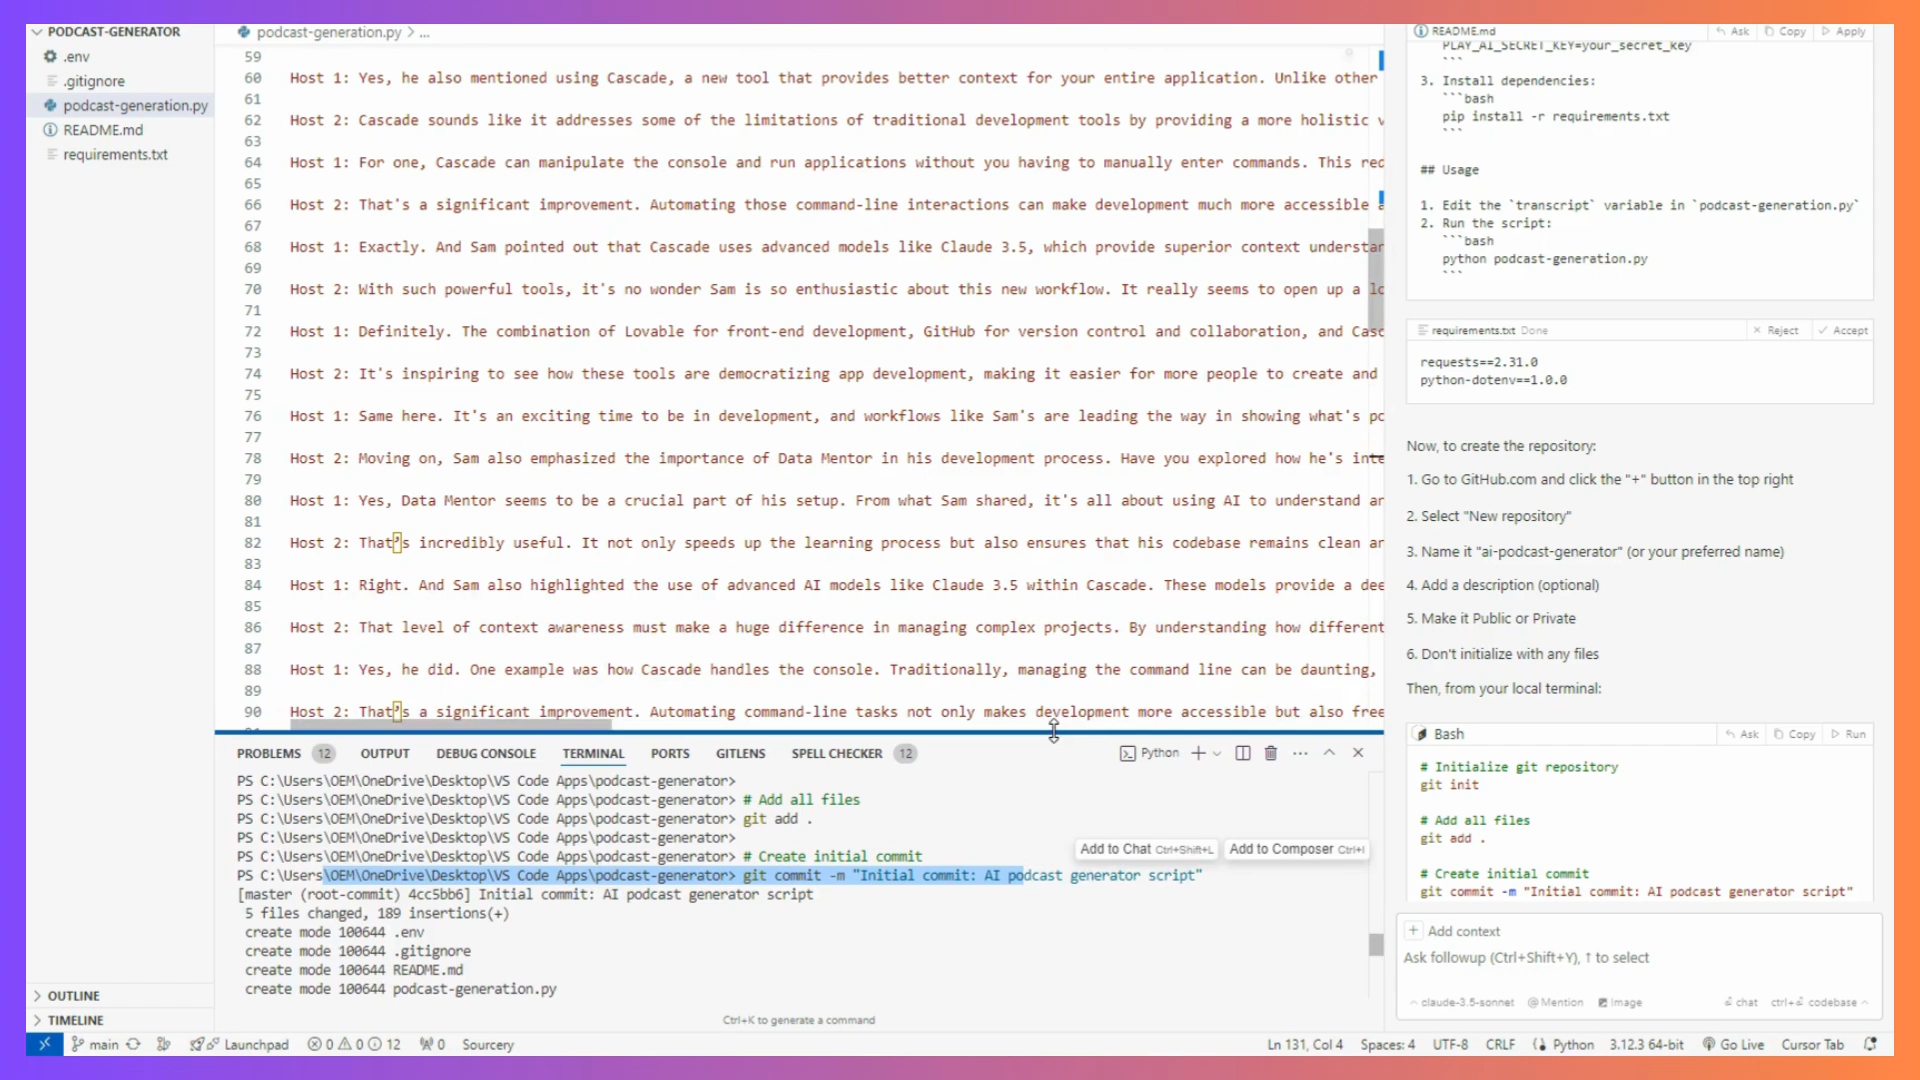 PODCAST-GENERATOR
.env
.gitignore
podcast-generation.py
README.md
requirements.txt
OUTLINE
TIMELINE
podcast-generation.py > ...
59
60 Host 1: Yes, he also mentioned using Cascade, a new tool that provides better context for your entire application. Unlike other
61
62 Host 2: Cascade sounds like it addresses some of the limitations of traditional development tools by providing a more holistic v
63
64 Host 1: For one, Cascade can manipulate the console and run applications without you having to manually enter commands. This red
65
66 Host 2: That's a significant improvement. Automating those command-line interactions can make development much more accessible a
67
68 Host 1: Exactly. And Sam pointed out that Cascade uses advanced models like Claude 3.5, which provide superior context understan
69
70 Host 2: With such powerful tools, it's no wonder Sam is so enthusiastic about this new workflow. It really seems to open up a lo
71
72 Host 1: Definitely. The combination of Lovable for front-end development, GitHub for version control and collaboration, and Casc
73
74 Host 2: It's inspiring to see how these tools are democratizing app development, making it easier for more people to create and
75
76 Host 1: Same here. It's an exciting time to be in development, and workflows like Sam's are leading the way in showing what's po
77
78 Host 2: Moving on, Sam also emphasized the importance of Data Mentor in his development process. Have you explored how he's inte
79
80 Host 1: Yes, Data Mentor seems to be a crucial part of his setup. From what Sam shared, it's all about using AI to understand an
81
82 Host 2: That’s incredibly useful. It not only speeds up the learning process but also ensures that his codebase remains clean an
83
84 Host 1: Right. And Sam also highlighted the use of advanced AI models like Claude 3.5 within Cascade. These models provide a dee
85
86 Host 2: That level of context awareness must make a huge difference in managing complex projects. By understanding how different
87
88 Host 1: Yes, he did. One example was how Cascade handles the console. Traditionally, managing the command line can be daunting,
89
90 Host 2: That’s a significant improvement. Automating command-line tasks not only makes development more accessible but also free
PROBLEMS 12 OUTPUT DEBUG CONSOLE TERMINAL PORTS GITLENS SPELL CHECKER 12 Python
PS C:\Users\OEM\OneDrive\Desktop\VS Code Apps\podcast-generator>
PS C:\Users\OEM\OneDrive\Desktop\VS Code Apps\podcast-generator> # Add all files
PS C:\Users\OEM\OneDrive\Desktop\VS Code Apps\podcast-generator> git add .
PS C:\Users\OEM\OneDrive\Desktop\VS Code Apps\podcast-generator>
PS C:\Users\OEM\OneDrive\Desktop\VS Code Apps\podcast-generator> # Create initial commit
Add to Chat Ctrl+Shift+L Add to Composer Ctrl+I
PS C:\Users\OEM\OneDrive\Desktop\VS Code Apps\podcast-generator> git commit -m "Initial commit: AI podcast generator script"
[master (root-commit) 4cc5bb6] Initial commit: AI podcast generator script
5 files changed, 189 insertions(+)
create mode 100644 .env
create mode 100644 .gitignore
create mode 100644 README.md
create mode 100644 podcast-generation.py
Ctrl+K to generate a command
README.md Ask Copy Apply
PLAY_AI_SECRET_KEY=your_secret_key
```
3. Install dependencies:
```bash
pip install -r requirements.txt
```
## Usage
1. Edit the `transcript` variable in `podcast-generation.py`
2. Run the script:
```bash
python podcast-generation.py
```
requirements.txt Done Reject Accept
requests==2.31.0
python-dotenv==1.0.0
Now, to create the repository:
1. Go to GitHub.com and click the "+" button in the top right
2. Select "New repository"
3. Name it "ai-podcast-generator" (or your preferred name)
4. Add a description (optional)
5. Make it Public or Private
6. Don't initialize with any files
Then, from your local terminal:
Bash Ask Copy Run
# Initialize git repository
git init
# Add all files
git add .
# Create initial commit
git commit -m "Initial commit: AI podcast generator script"
+ Add context
Ask followup (Ctrl+Shift+Y), ↑ to select
claude-3.5-sonnet @ Mention Image chat ctrl+⏎ codebase
main Launchpad 0 0 12 0 Sourcery Ln 131, Col 4 Spaces: 4 UTF-8 CRLF Python 3.12.3 64-bit Go Live Cursor Tab